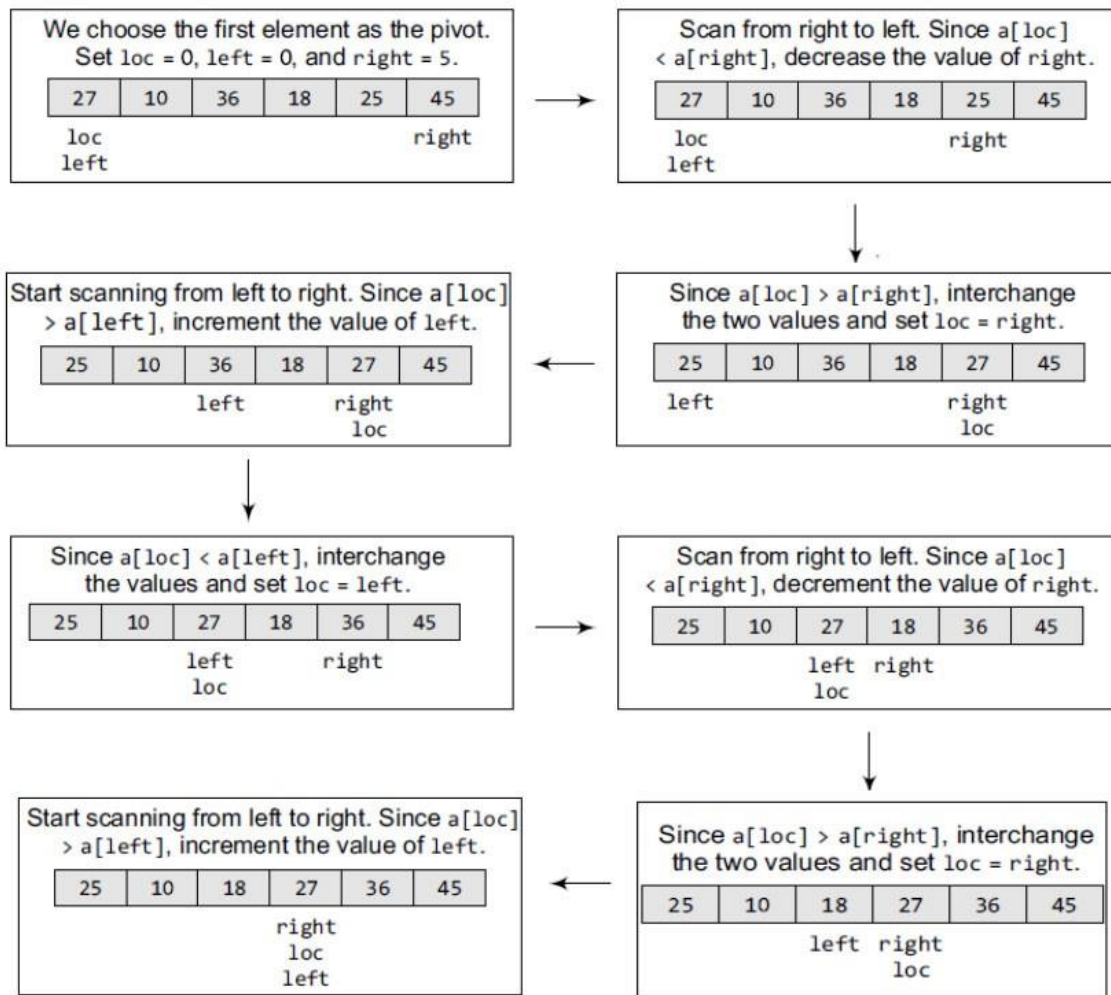 We choose the first element as the pivot.
Set loc = 0, left = 0, and right = 5.
27 10 36 18 25 45
loc right
left
Scan from right to left. Since a[loc]
< a[right], decrease the value of right.
27 10 36 18 25 45
loc right
left
Since a[loc] > a[right], interchange
the two values and set loc = right.
25 10 36 18 27 45
left right
loc
Start scanning from left to right. Since a[loc]
> a[left], increment the value of left.
25 10 36 18 27 45
left right
loc
Since a[loc] < a[left], interchange
the values and set loc = left.
25 10 27 18 36 45
left right
loc
Scan from right to left. Since a[loc]
< a[right], decrement the value of right.
25 10 27 18 36 45
left right
loc
Since a[loc] > a[right], interchange
the two values and set loc = right.
25 10 18 27 36 45
left right
loc
Start scanning from left to right. Since a[loc]
> a[left], increment the value of left.
25 10 18 27 36 45
right
loc
left